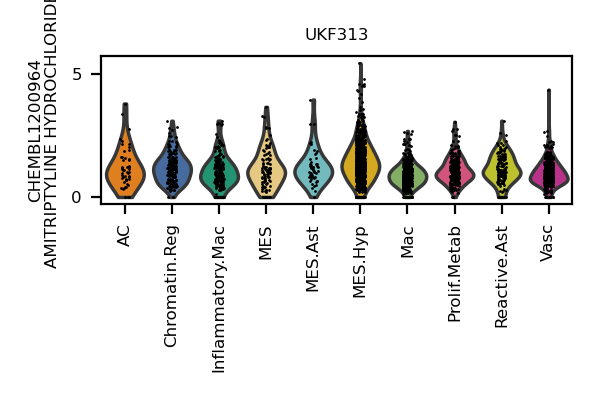 UKF313
CHEMBL1200964
AMITRIPTYLINE HYDROCHLORIDE
5
0
AC
Chromatin.Reg
Inflammatory.Mac
MES
MES.Ast
MES.Hyp
Mac
Prolif.Metab
Reactive.Ast
Vasc